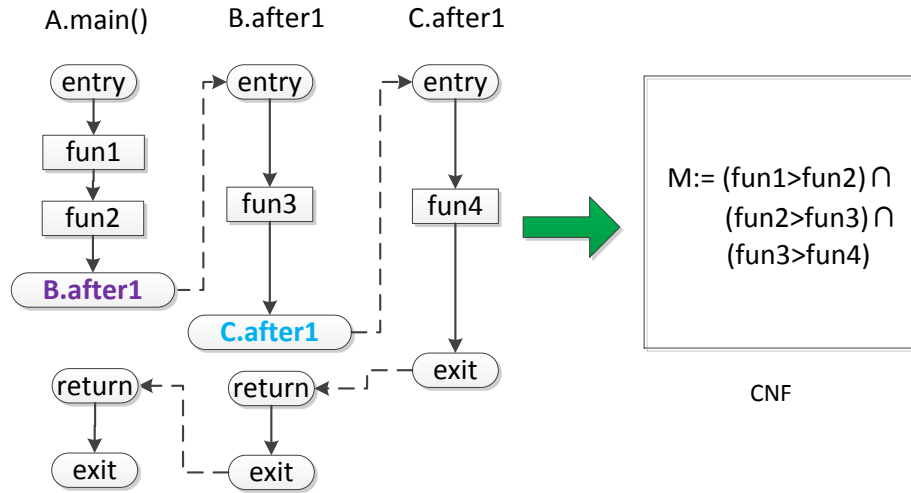 A.main()
B.after1
C.after1
entry
entry
entry
fun1
fun2
fun3
fun4
B.after1
C.after1
return
return
exit
exit
exit
M:= (fun1>fun2)∩
(fun2>fun3)∩
(fun3>fun4)
CNF